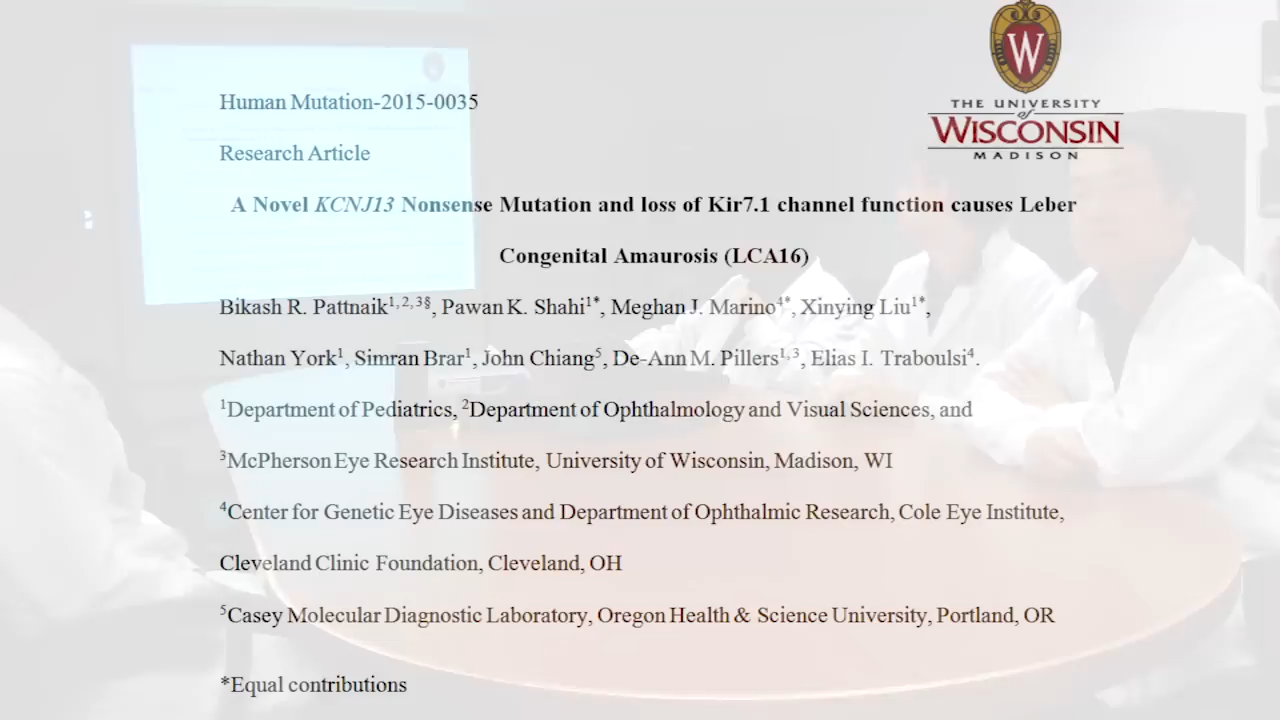 THE UNIVERSITY
of
WISCONSIN
MADISON
Human Mutation-2015-0035
Research Article
A Novel KCNJ13 Nonsense Mutation and loss of Kir7.1 channel function causes Leber
Congenital Amaurosis (LCA16)
Bikash R. Pattnaik1,2,3§, Pawan K. Shahi1*, Meghan J. Marino4*, Xinying Liu1*,
Nathan York1, Simran Brar1, John Chiang5, De-Ann M. Pillers1,3, Elias I. Traboulsi4.
1Department of Pediatrics, 2Department of Ophthalmology and Visual Sciences, and
3McPherson Eye Research Institute, University of Wisconsin, Madison, WI
4Center for Genetic Eye Diseases and Department of Ophthalmic Research, Cole Eye Institute,
Cleveland Clinic Foundation, Cleveland, OH
5Casey Molecular Diagnostic Laboratory, Oregon Health & Science University, Portland, OR
*Equal contributions